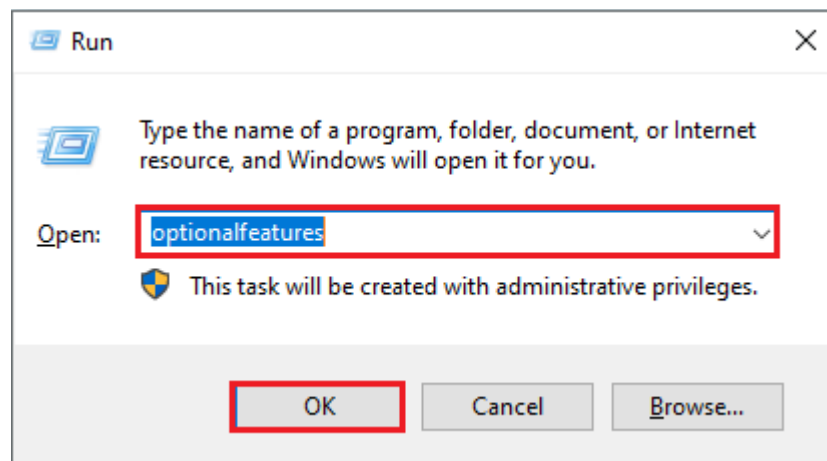 Run
Type the name of a program, folder, document, or Internet
resource, and Windows will open it for you.
Open: optionalfeatures
This task will be created with administrative privileges.
OK Cancel Browse...